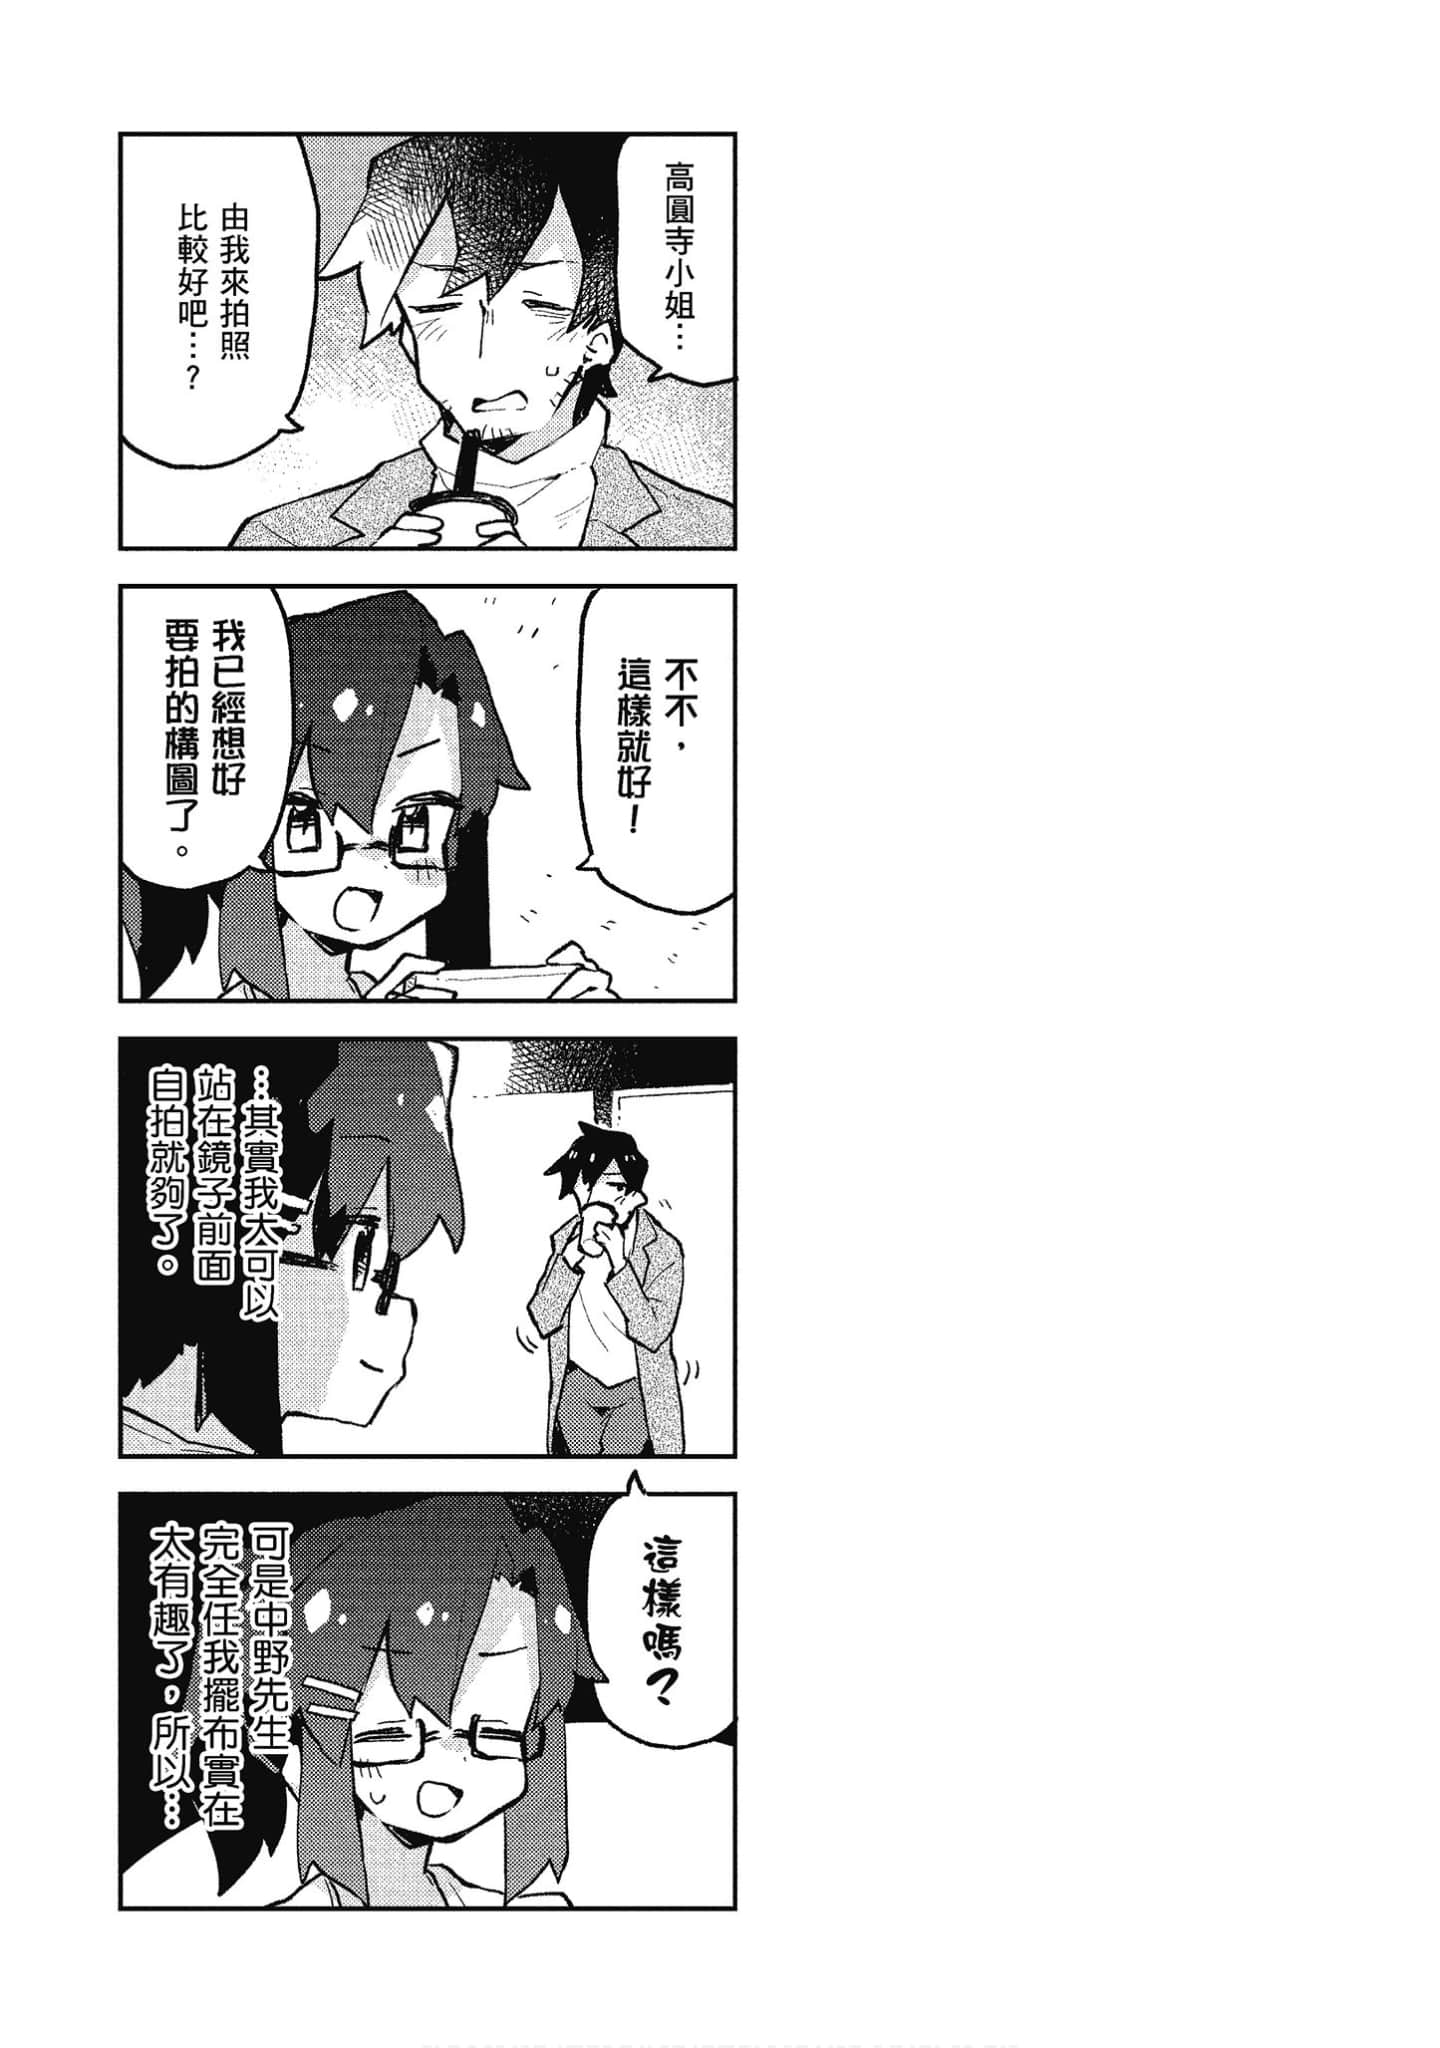 高圓寺小姐…
由我來拍照
比較好吧…？
不不，
這樣就好！
我已經想好
要拍的構圖了。
…其實我大可以
站在鏡子前面
自拍就夠了。
這樣嗎？
可是中野先生
完全任我擺布實在
太有趣了，所以…